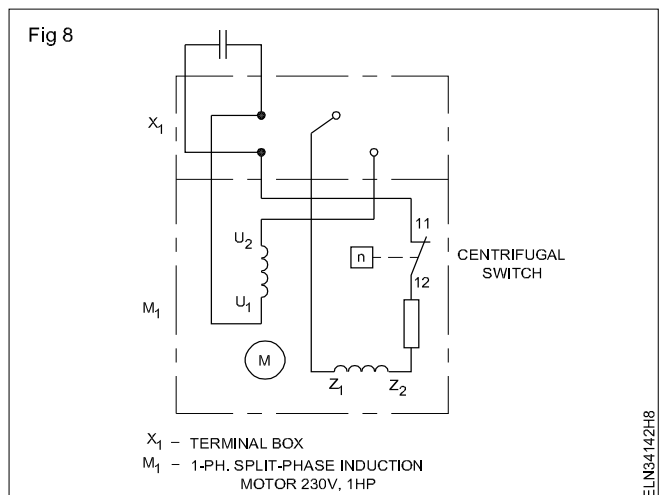 Fig 8
X1
11
U2
n
CENTRIFUGAL
SWITCH
12
U1
M1
M
Z1 Z2
X1 – TERMINAL BOX
M1 – 1-PH. SPLIT-PHASE INDUCTION
MOTOR 230V, 1HP
ELN34142H8